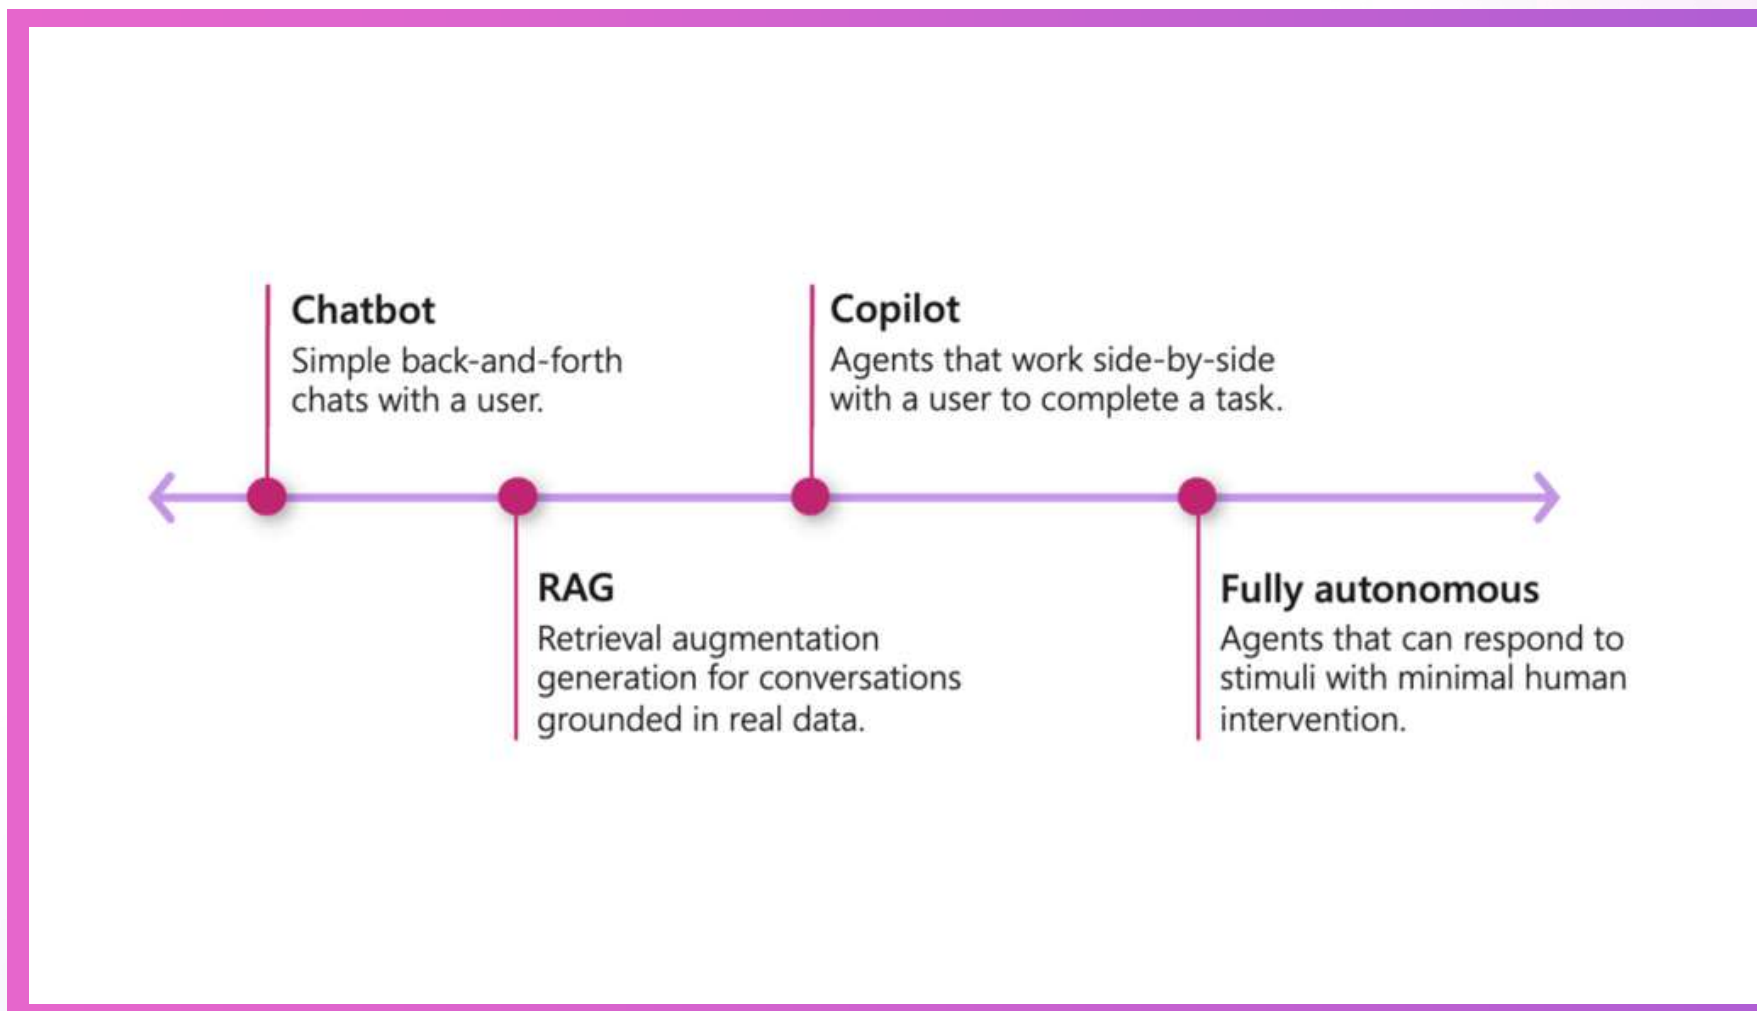 Chatbot
Simple back-and-forth
chats with a user.
RAG
Retrieval augmentation
generation for conversations
grounded in real data.
Copilot
Agents that work side-by-side
with a user to complete a task.
Fully autonomous
Agents that can respond to
stimuli with minimal human
intervention.